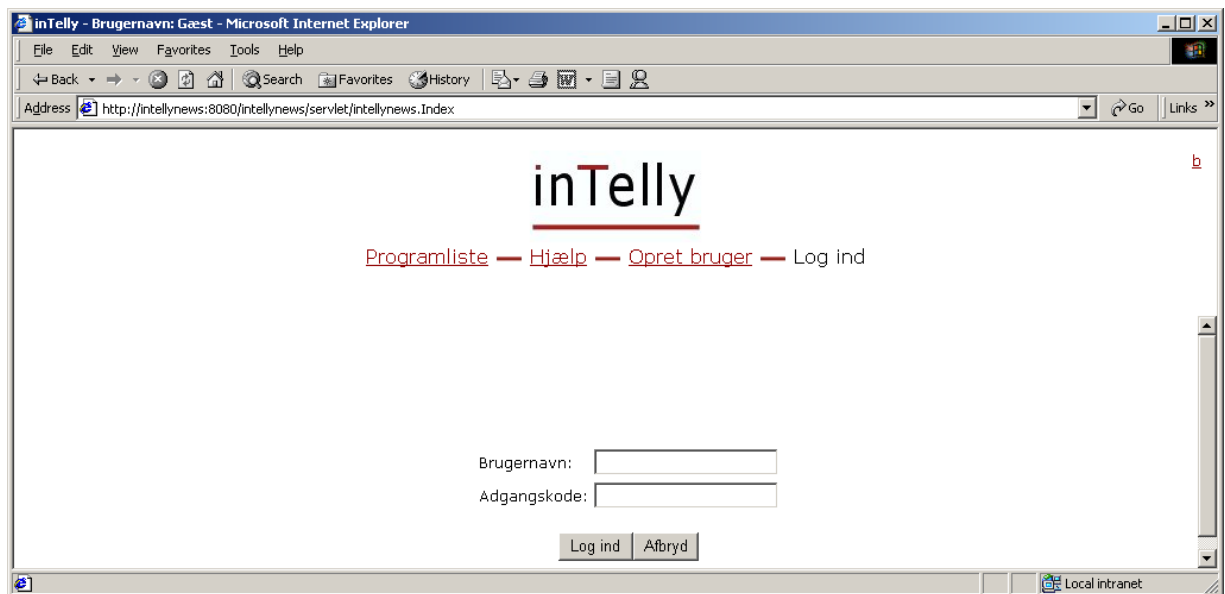 inTelly - Brugernavn: Gæst - Microsoft Internet Explorer
File Edit View Favorites Tools Help
Back Search Favorites History
Address http://intellynews:8080/intellynews/servlet/intellynews.Index Go Links »
b
inTelly
Programliste — Hjælp — Opret bruger — Log ind
Brugernavn:
Adgangskode:
Log ind Afbryd
Local intranet